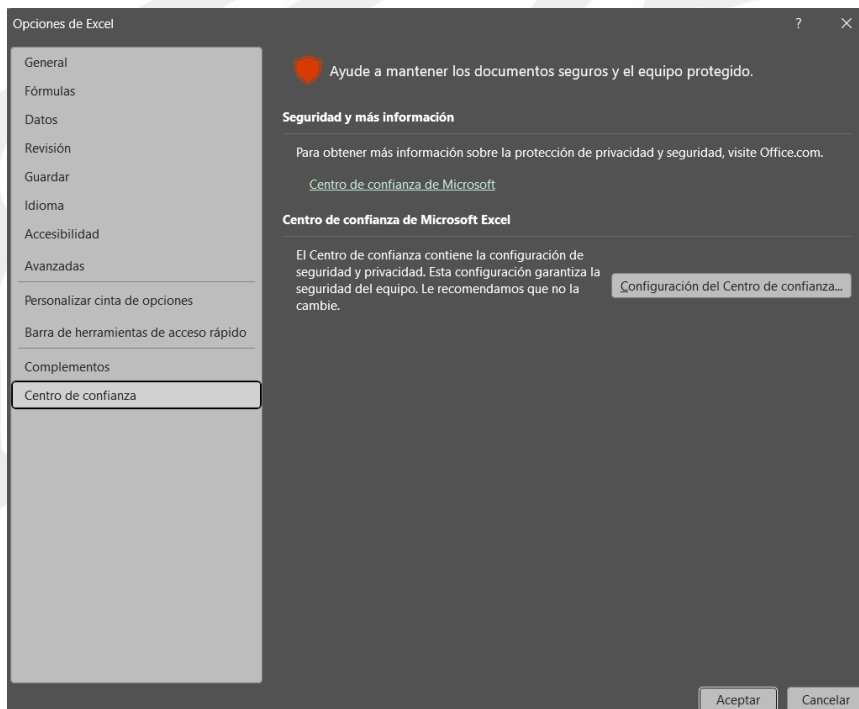 Opciones de Excel
General
Fórmulas
Datos
Revisión
Guardar
Idioma
Accesibilidad
Avanzadas
Personalizar cinta de opciones
Barra de herramientas de acceso rápido
Complementos
Centro de confianza
Ayude a mantener los documentos seguros y el equipo protegido.
Seguridad y más información
Para obtener más información sobre la protección de privacidad y seguridad, visite Office.com.
Centro de confianza de Microsoft
Centro de confianza de Microsoft Excel
El Centro de confianza contiene la configuración de
seguridad y privacidad. Esta configuración garantiza la
seguridad del equipo. Le recomendamos que no la
cambie.
Configuración del Centro de confianza...
Aceptar
Cancelar